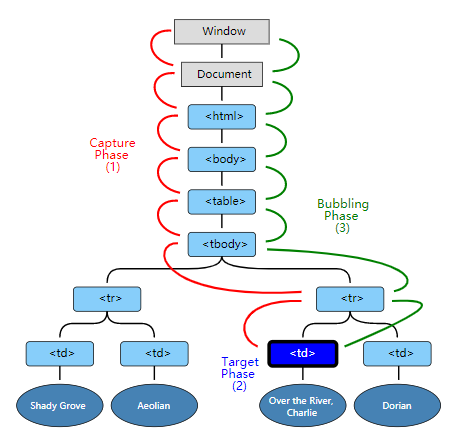 Window
Document
<html>
Capture
Phase
(1)
<body>
<table>
Bubbling
Phase
(3)
<tbody>
<tr>
<tr>
<td>
<td>
Target
Phase
(2)
<td>
<td>
Shady Grove
Aeolian
Over the River,
Charlie
Dorian